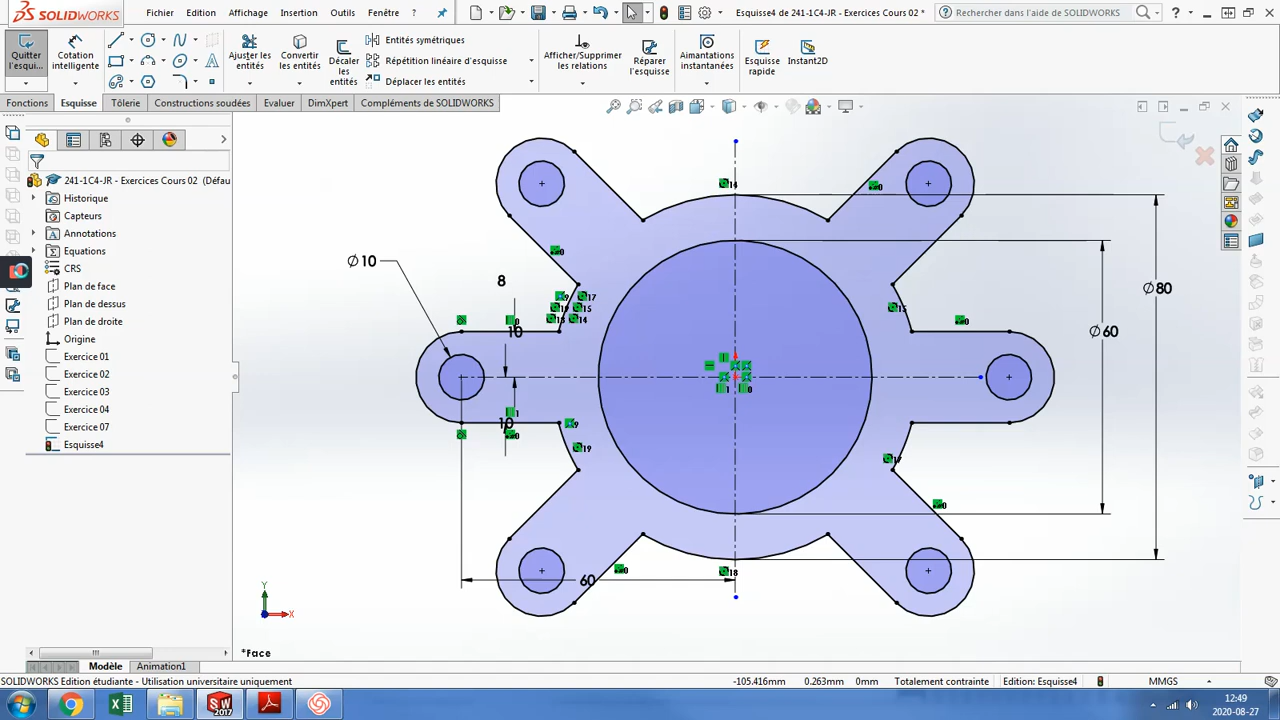 SOLIDWORKS
Fichier Edition Affichage Insertion Outils Fenêtre ?
Esquisse4 de 241-1C4-JR - Exercices Cours 02 *
Rechercher dans l'aide de SOLIDWORKS
?
Quitter l'esqui...
Cotation intelligente
Ajuster les entités
Convertir les entités
Décaler les entités
Entités symétriques
Répétition linéaire d'esquisse
Déplacer les entités
Afficher/Supprimer les relations
Réparer l'esquisse
Aimantations instantanées
Esquisse rapide
Instant2D
Fonctions Esquisse Tôlerie Constructions soudées Evaluer DimXpert Compléments de SOLIDWORKS
241-1C4-JR - Exercices Cours 02 (Défau
Historique
Capteurs
Annotations
Equations
CRS
Plan de face
Plan de dessus
Plan de droite
Origine
Exercice 01
Exercice 02
Exercice 03
Exercice 04
Exercice 07
Esquisse4
14
Ø10
8
10
10
60
Ø80
Ø60
18
Y
X
*Face
Modèle Animation1
SOLIDWORKS Edition étudiante - Utilisation universitaire uniquement
-105.416mm 0.263mm 0mm Totalement contrainte Edition: Esquisse4 MMGS
SW 2017
12:49
2020-08-27